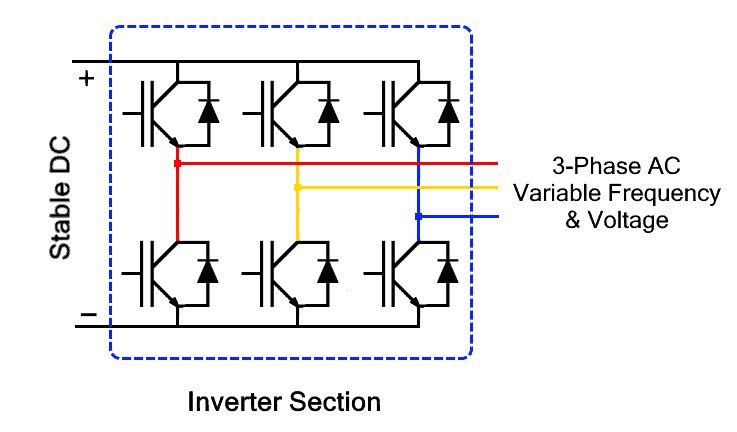 +
Stable DC
3-Phase AC
Variable Frequency
& Voltage
−
Inverter Section